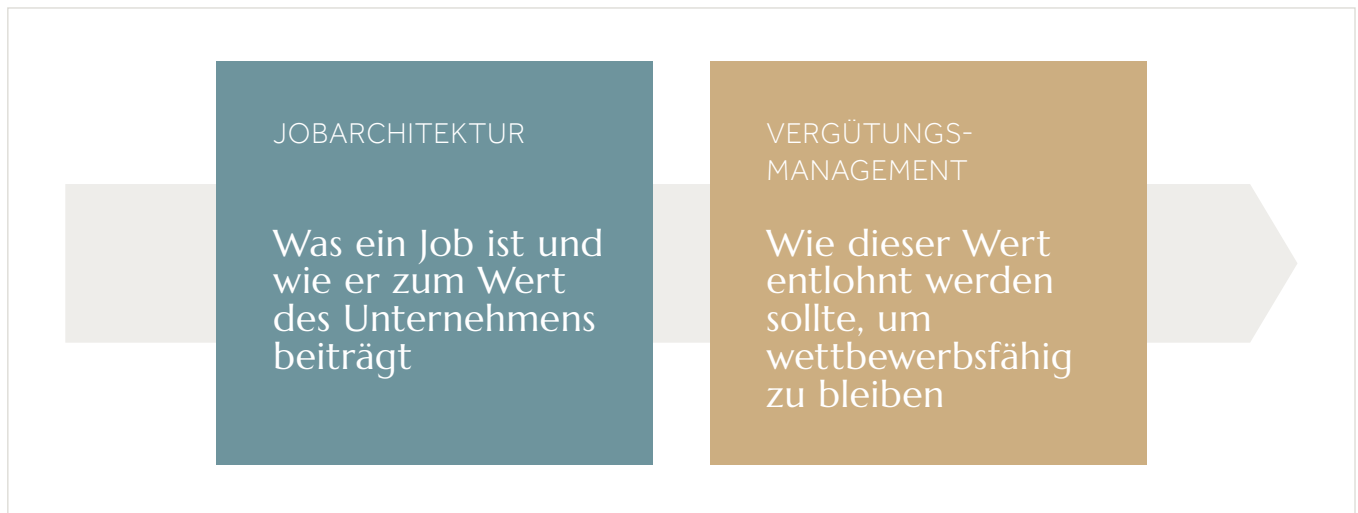 JOBARCHITEKTUR
Was ein Job ist und
wie er zum Wert
des Unternehmens
beiträgt
VERGÜTUNGS-
MANAGEMENT
Wie dieser Wert
entlohnt werden
sollte, um
wettbewerbsfähig
zu bleiben